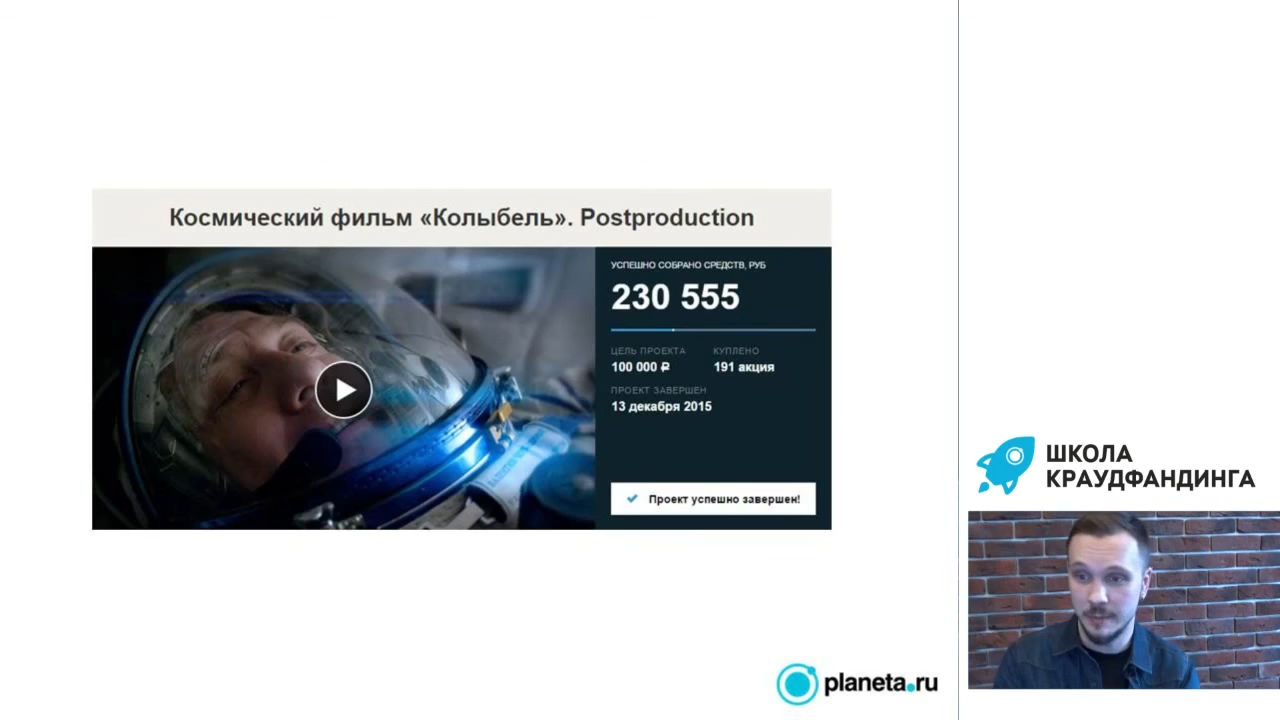 Космический фильм «Колыбель». Postproduction
УСПЕШНО СОБРАНО СРЕДСТВ, РУБ
230 555
ЦЕЛЬ ПРОЕКТА КУПЛЕНО
100 000 ₽ 191 акция
ПРОЕКТ ЗАВЕРШЕН
13 декабря 2015
Проект успешно завершен!
planeta.ru
ШКОЛА
КРАУДФАНДИНГА